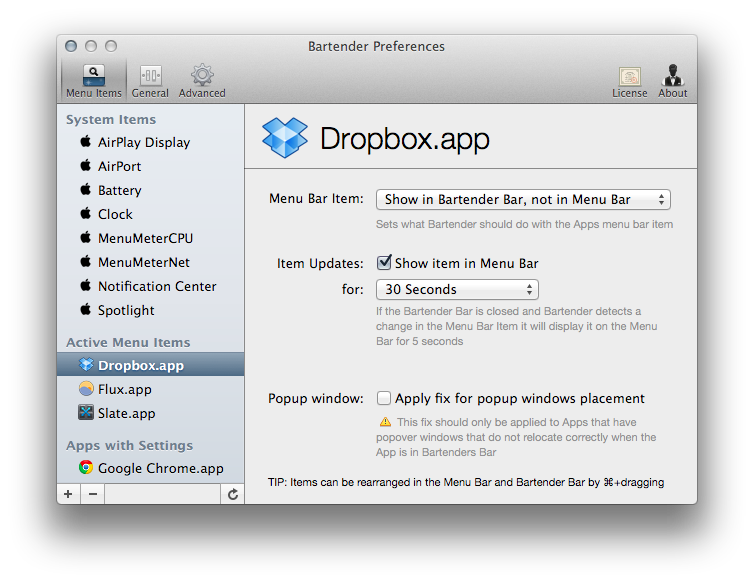 Bartender Preferences
Menu Items
General
Advanced
License
About
System Items
AirPlay Display
AirPort
Battery
Clock
MenuMeterCPU
MenuMeterNet
Notification Center
Spotlight
Active Menu Items
Dropbox.app
Flux.app
Slate.app
Apps with Settings
Google Chrome.app
Dropbox.app
Menu Bar Item: Show in Bartender Bar, not in Menu Bar
Sets what Bartender should do with the Apps menu bar item
Item Updates: Show item in Menu Bar
for: 30 Seconds
If the Bartender Bar is closed and Bartender detects a
change in the Menu Bar Item it will display it on the Menu
Bar for 5 seconds
Popup window: Apply fix for popup windows placement
This fix should only be applied to Apps that have
popover windows that do not relocate correctly when the
App is in Bartenders Bar
TIP: Items can be rearranged in the Menu Bar and Bartender Bar by ⌘+dragging